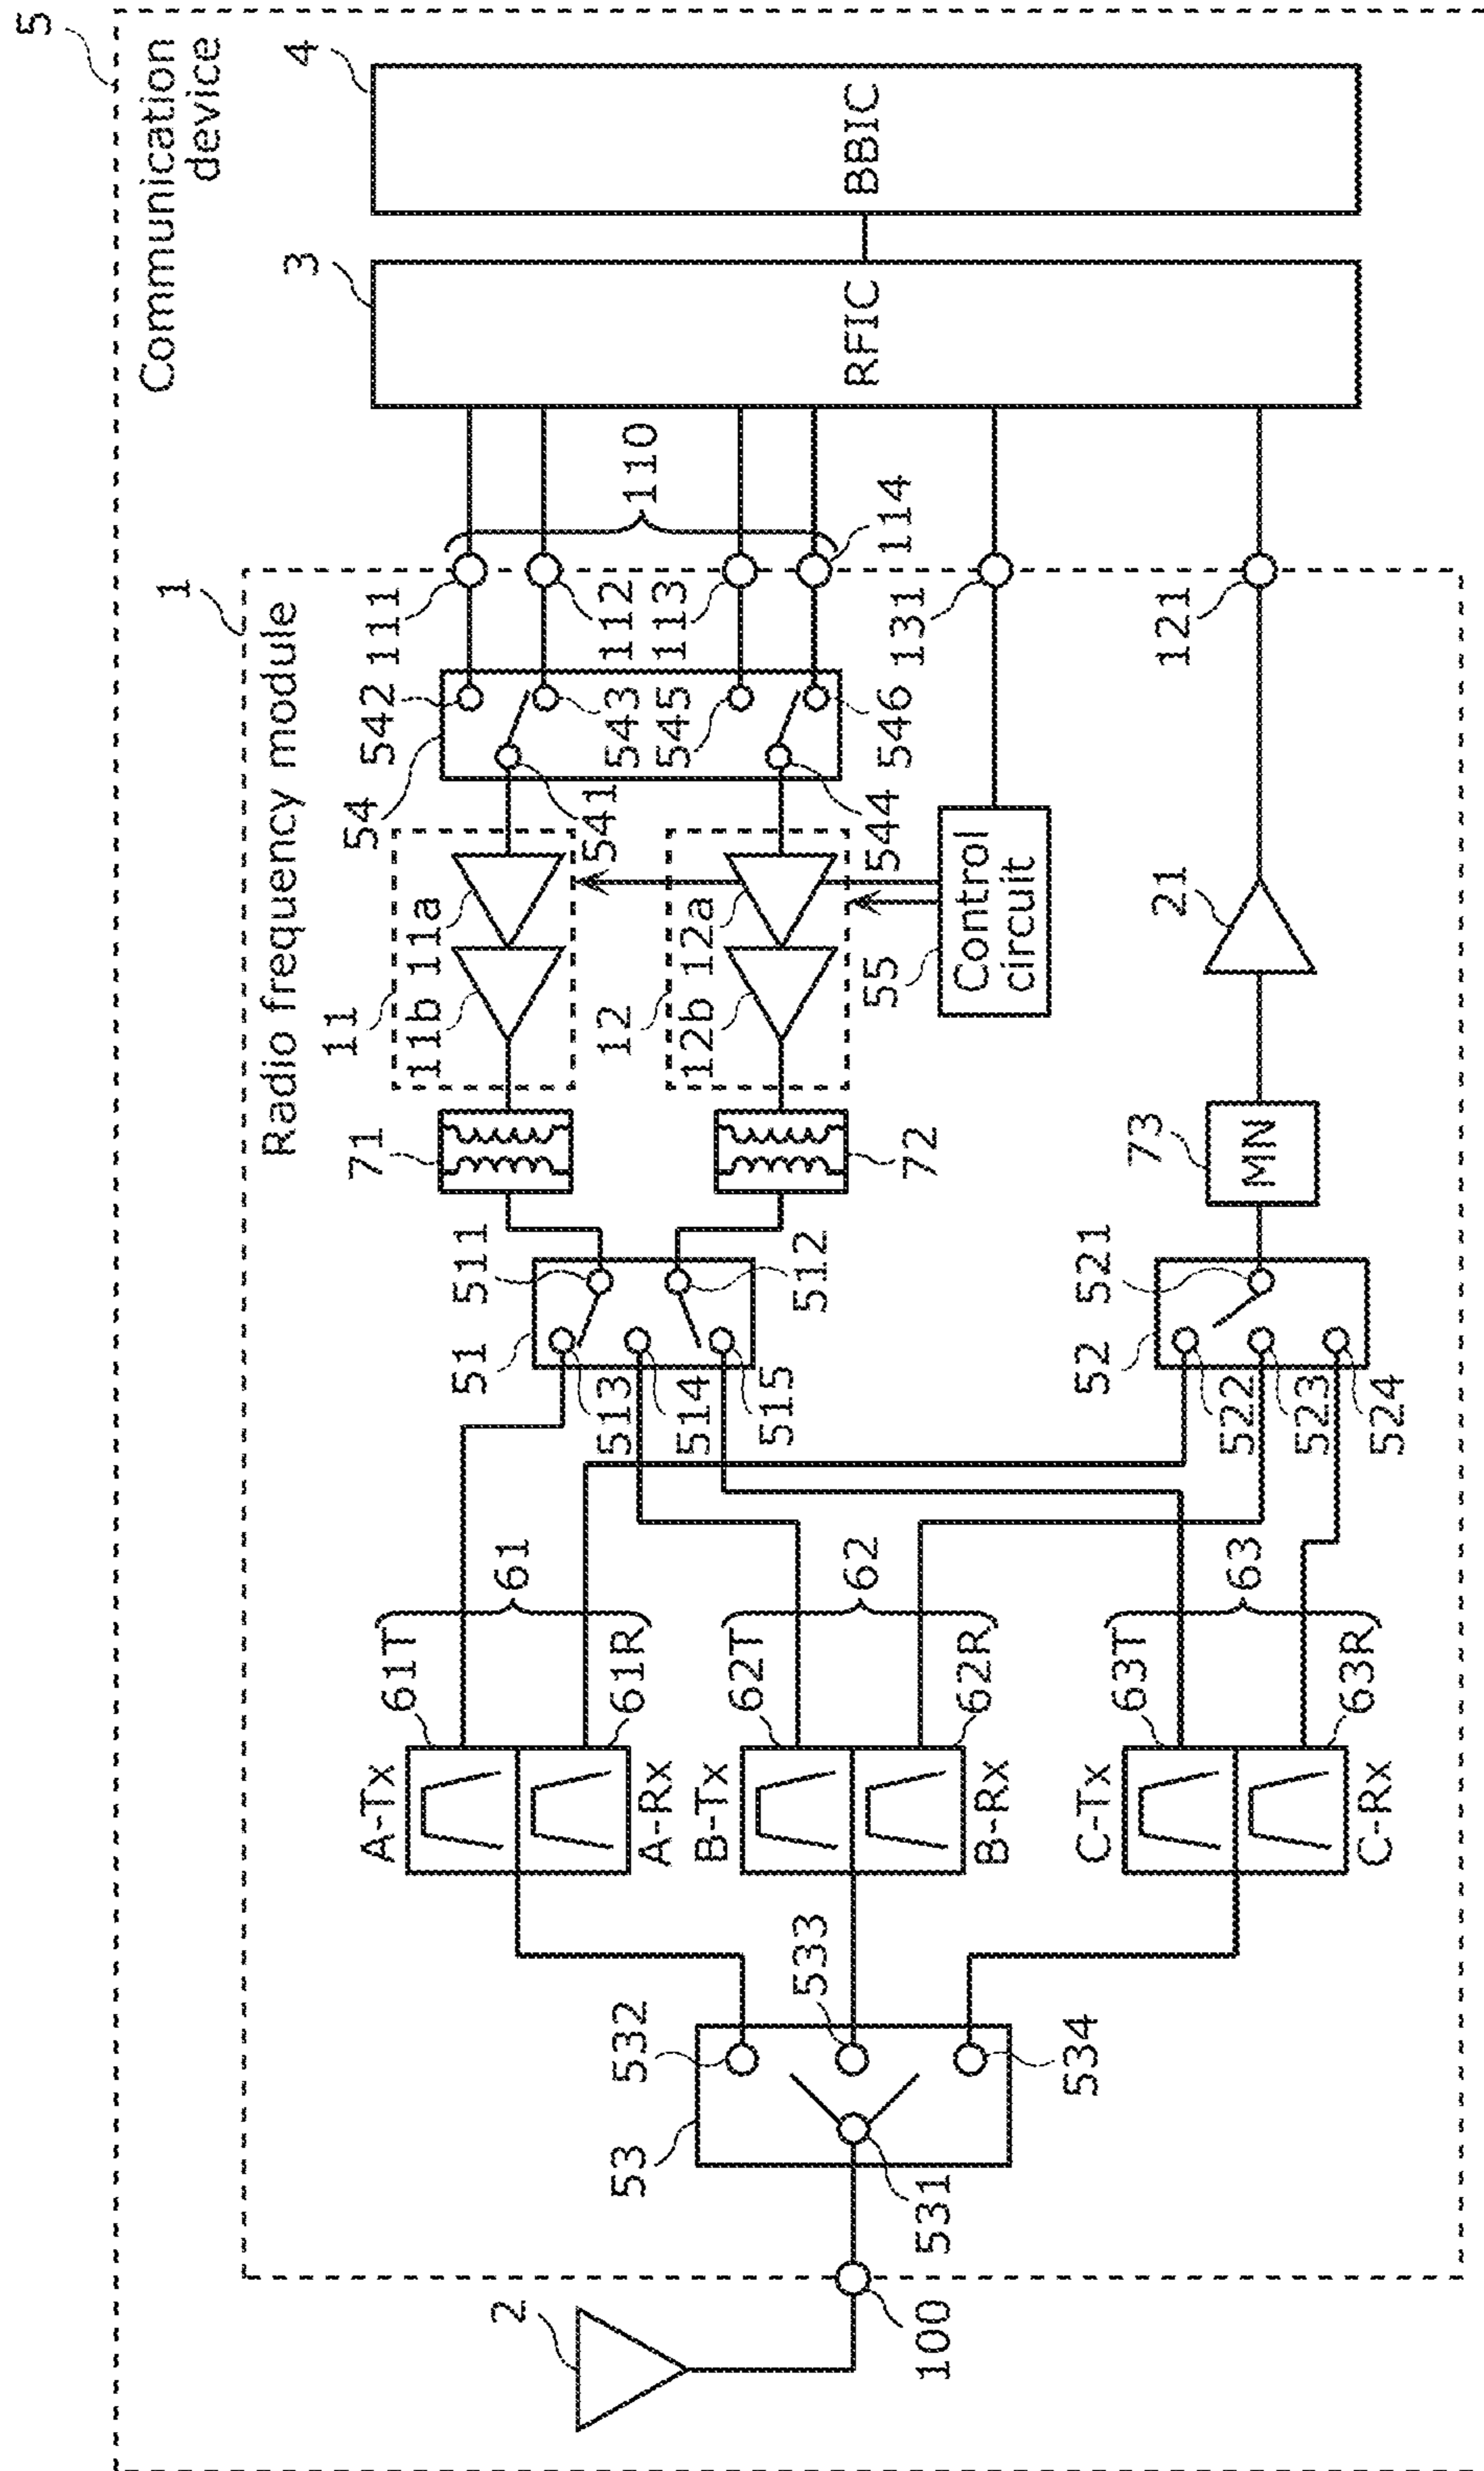 5
Communication
device
1
Radio frequency module
2
100
53
531
532
533
534
A-Tx
61T
61
61R
A-Rx
B-Tx
62T
62
62R
B-Rx
C-Tx
63T
63
63R
C-Rx
51
511
512
513
514
515
52
521
522
523
524
71
72
73
MN
11
11b
11a
12
12b
12a
21
54
541
542
543
544
545
546
55
Control
circuit
111
112
113
114
110
131
121
3
RFIC
4
BBIC